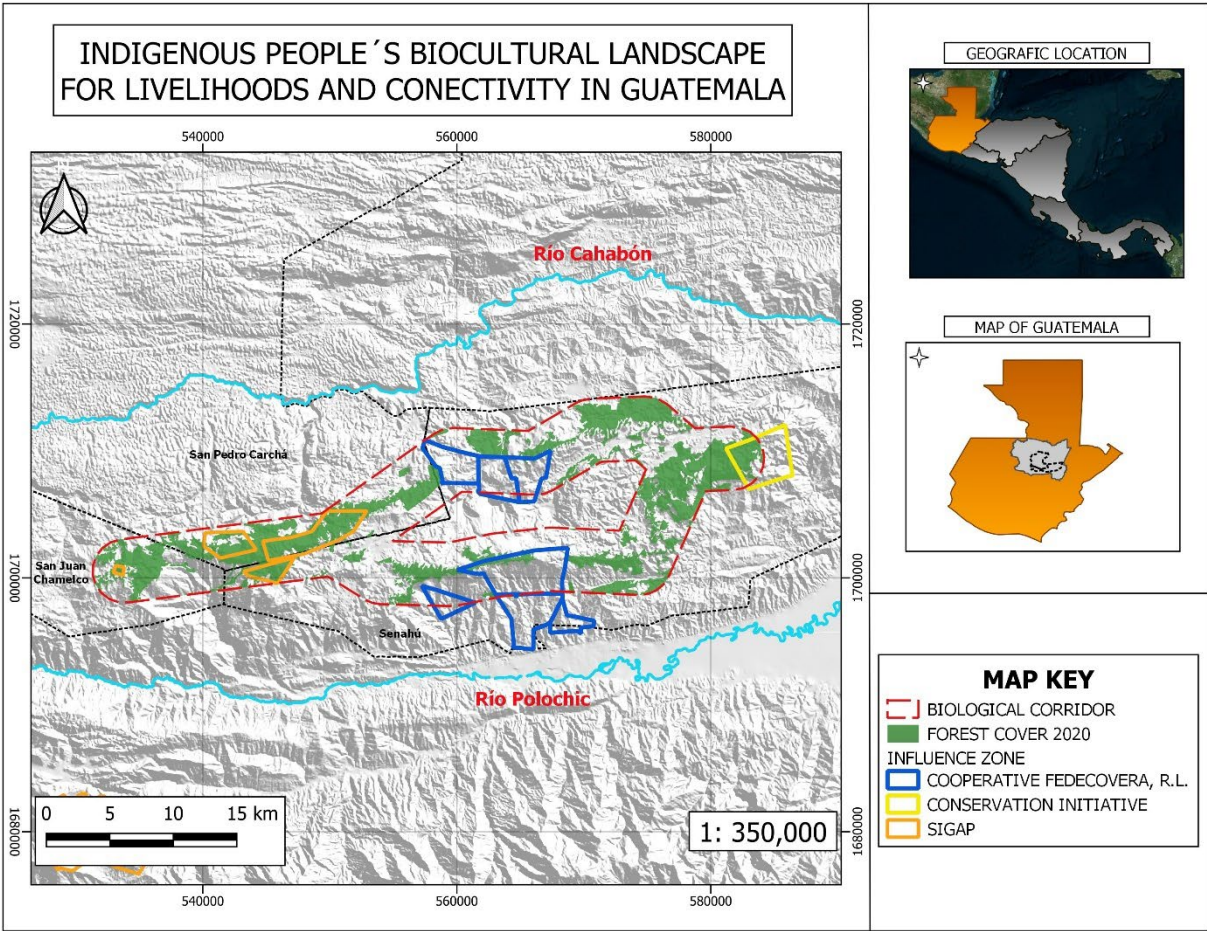 INDIGENOUS PEOPLE´S BIOCULTURAL LANDSCAPE
FOR LIVELIHOODS AND CONECTIVITY IN GUATEMALA
540000
560000
580000
Río Cahabón
1720000
1720000
San Pedro Carchá
San Juan
Chamelco
1700000
1700000
Senahú
Río Polochic
0 5 10 15 km
1: 350,000
1680000
1680000
540000
560000
580000
GEOGRAFIC LOCATION
MAP OF GUATEMALA
MAP KEY
BIOLOGICAL CORRIDOR
FOREST COVER 2020
INFLUENCE ZONE
COOPERATIVE FEDECOVERA, R.L.
CONSERVATION INITIATIVE
SIGAP